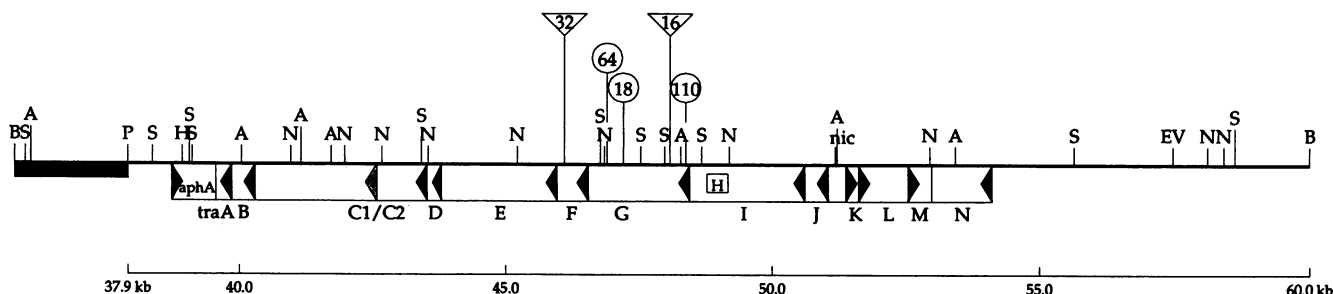 32 16
64
18 110
A S A S A S
B S P S H S A N A N N N N N S S A S N nic N A S EV N N B
aphA H
traA B C1/C2 D E F G I J K L M N
37.9 kb 40.0 45.0 50.0 55.0 60.0 kb